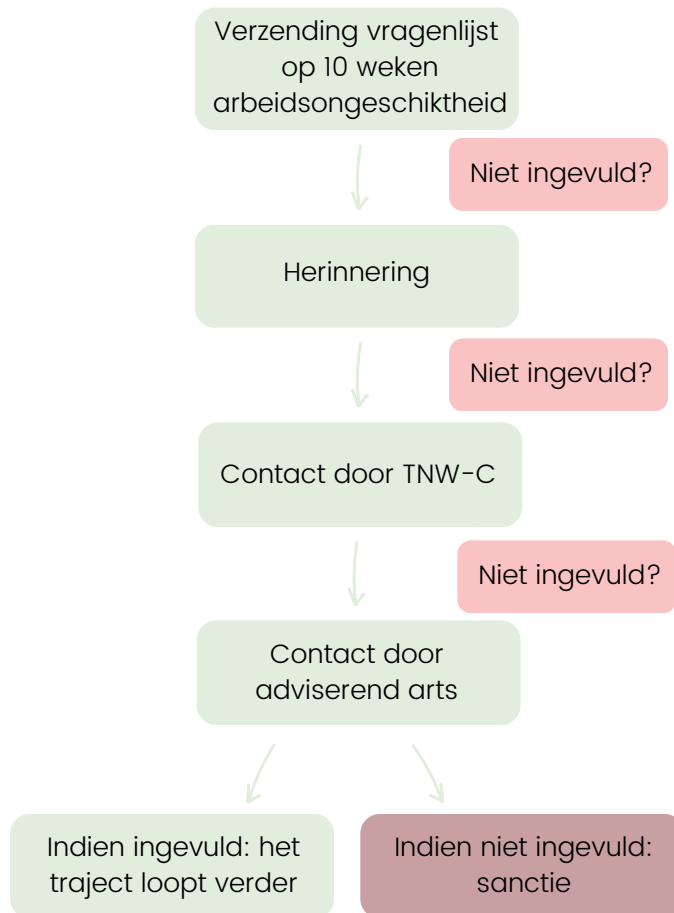 Verzending vragenlijst
op 10 weken
arbeidsongeschiktheid
Niet ingevuld?
Herinnering
Niet ingevuld?
Contact door TNW-C
Niet ingevuld?
Contact door
adviserend arts
Indien ingevuld: het
traject loopt verder
Indien niet ingevuld:
sanctie